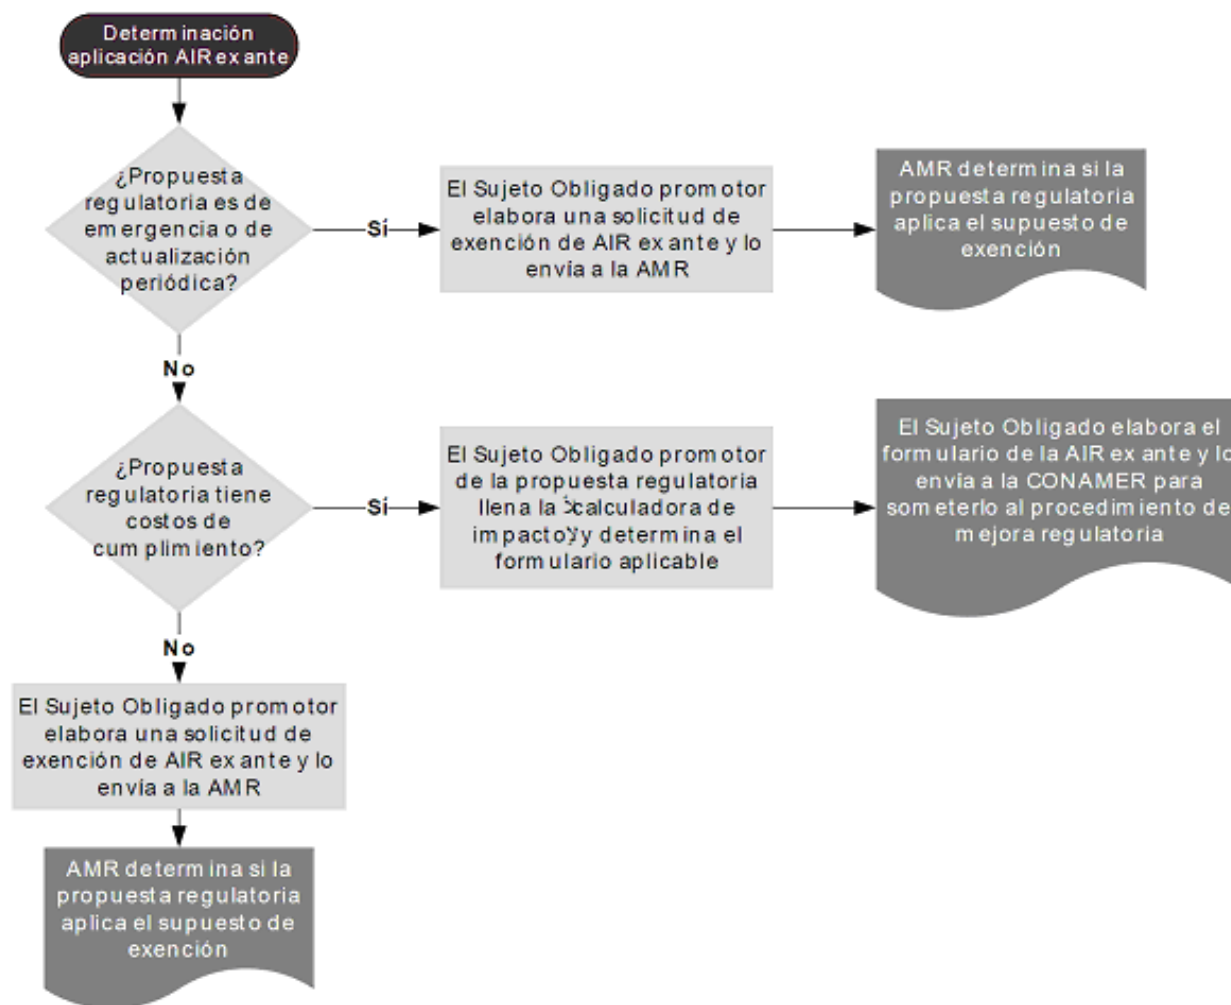 Determinación
aplicación AIR ex ante
¿Propuesta
regulatoria es de
emergencia o de
actualización
periódica?
Sí
El Sujeto Obligado promotor
elabora una solicitud de
exención de AIR ex ante y lo
envía a la AMR
AMR determina si la
propuesta regulatoria
aplica el supuesto de
exención
No
¿Propuesta
regulatoria tiene
costos de
cumplimiento?
Sí
El Sujeto Obligado promotor
de la propuesta regulatoria
llena la calculadora de
impacto y determina el
formulario aplicable
El Sujeto Obligado elabora el
formulario de la AIR ex ante y lo
envía a la CONAMER para
someterlo al procedimiento de
mejora regulatoria
No
El Sujeto Obligado promotor
elabora una solicitud de
exención de AIR ex ante y lo
envía a la AMR
AMR determina si la
propuesta regulatoria
aplica el supuesto de
exención